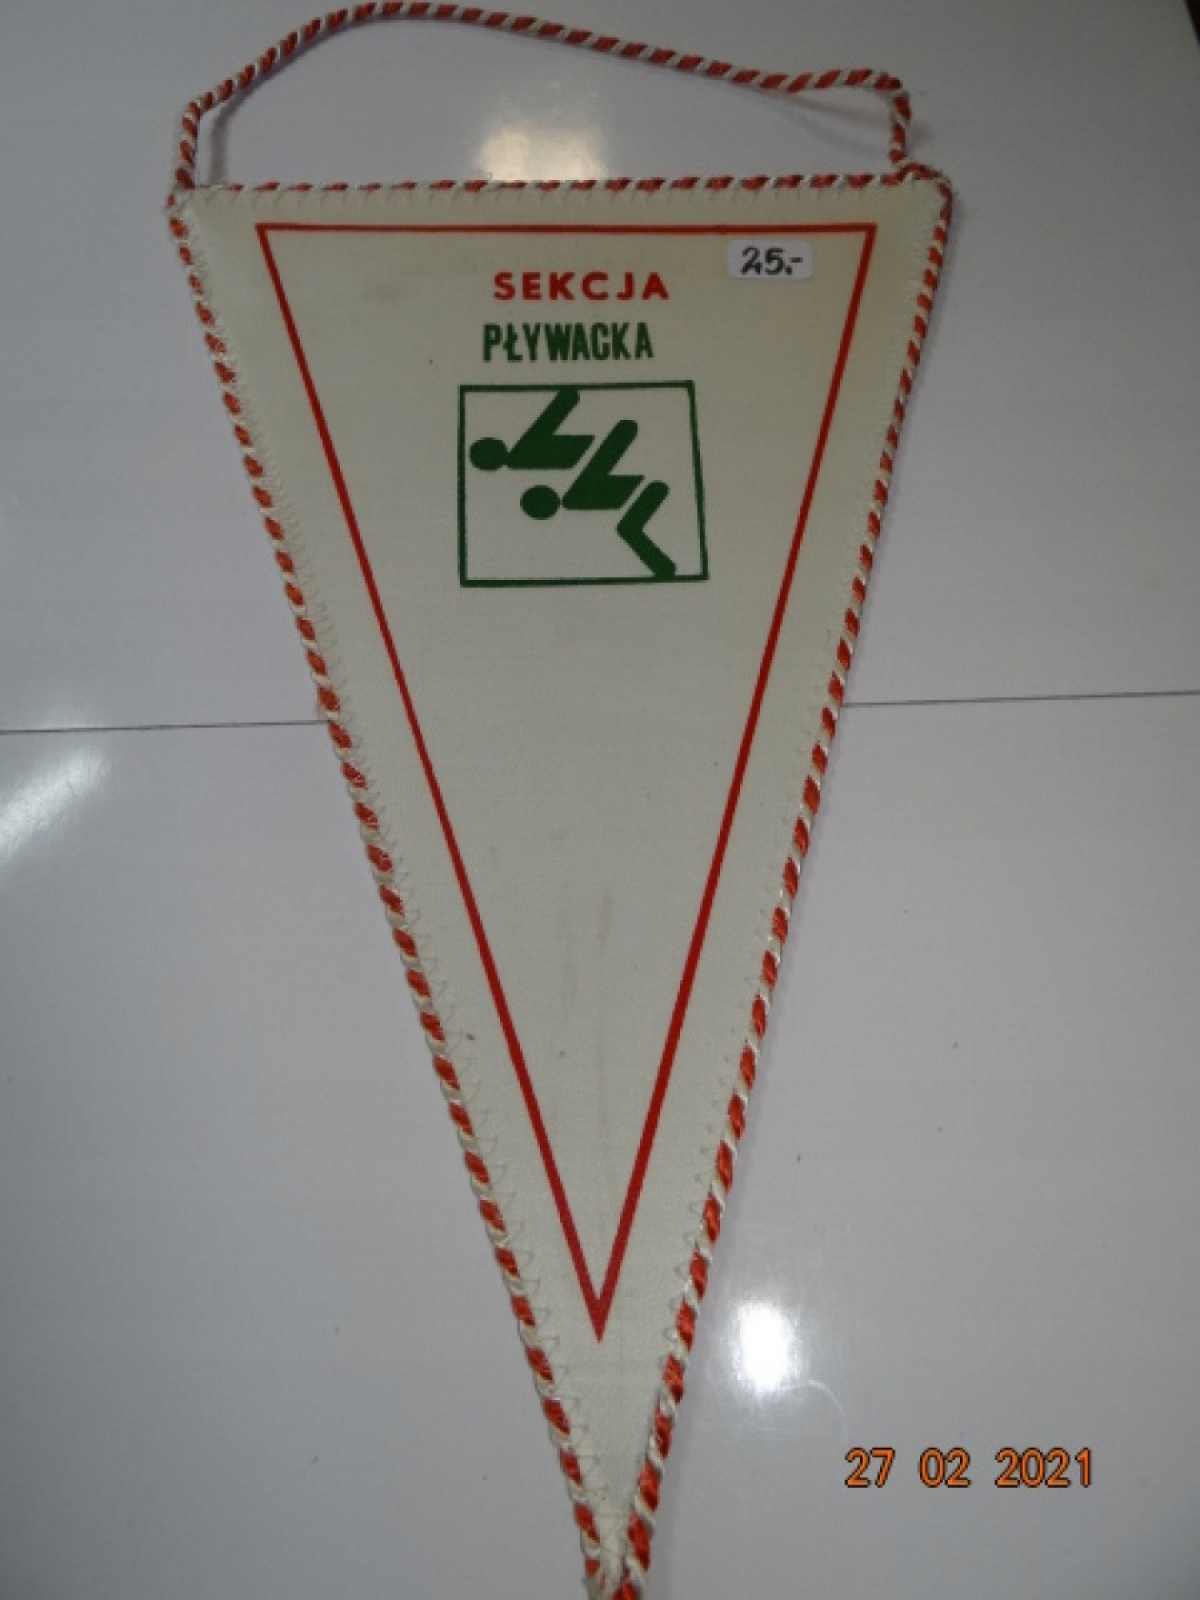 25.-
SEKCJA
PŁYWACKA
27 02 2021